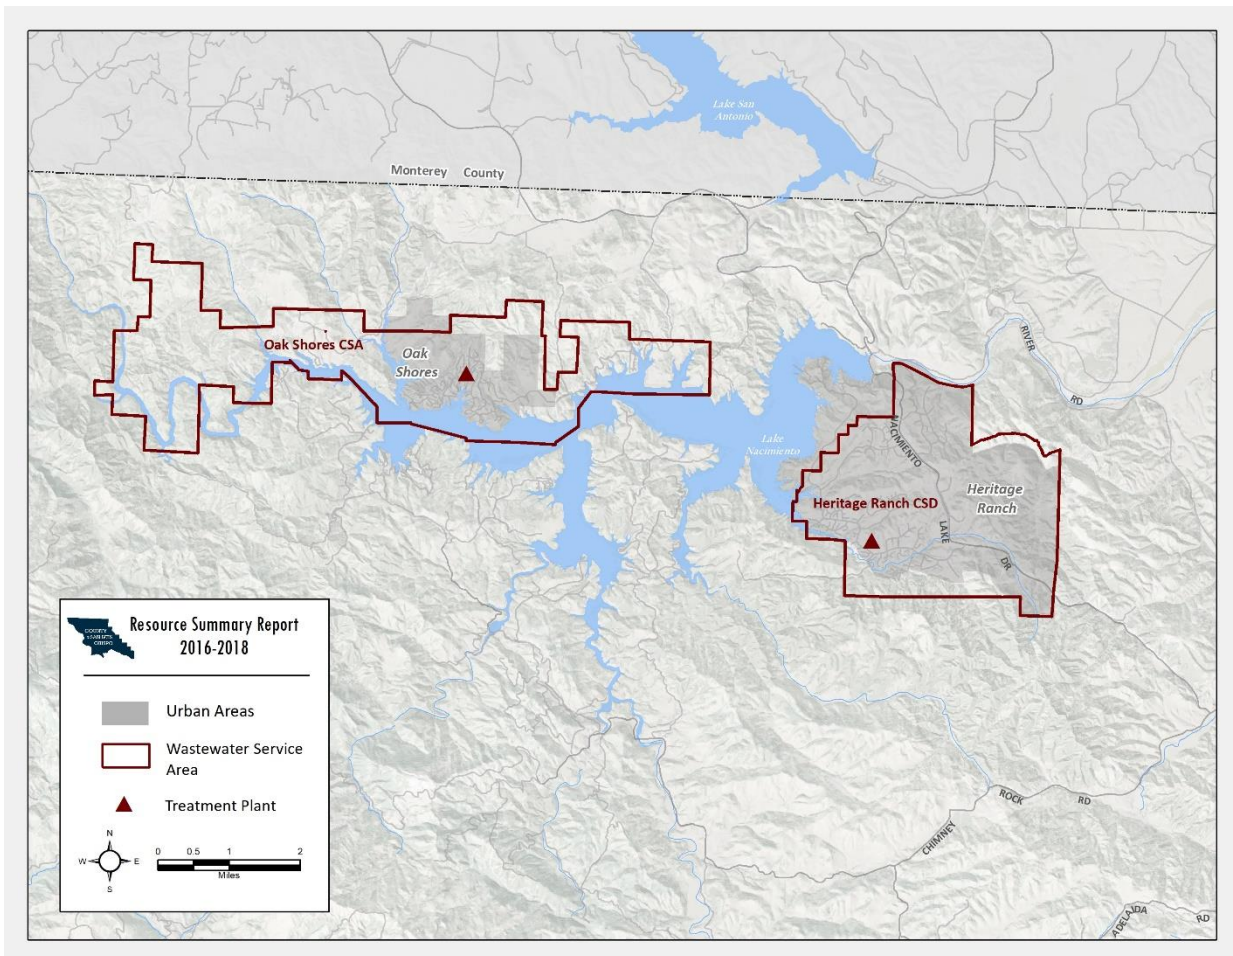 Lake San
Antonio
Monterey County
RIVER
RD
Oak Shores CSA
Oak
Shores
Lake
Nacimiento
NACIMIENTO
LAKE
DR
Heritage Ranch CSD
Heritage
Ranch
Resource Summary Report
2016-2018
Urban Areas
Wastewater Service
Area
Treatment Plant
N
W E
S
0 0.5 1 2
Miles
CHIMNEY
ROCK
RD
ADELAIDA
RD